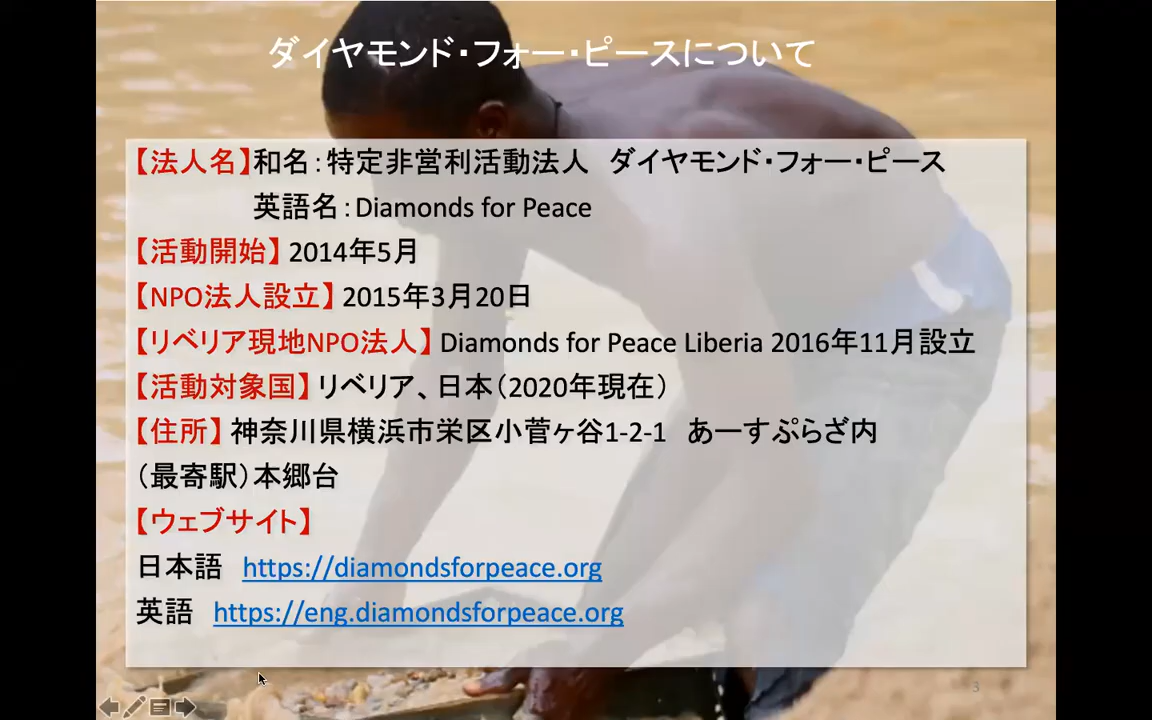 ダイヤモンド・フォー・ピースについて
【法人名】和名：特定非営利活動法人　ダイヤモンド・フォー・ピース
英語名：Diamonds for Peace
【活動開始】 2014年5月
【NPO法人設立】 2015年3月20日
【リベリア現地NPO法人】 Diamonds for Peace Liberia 2016年11月設立
【活動対象国】 リベリア、日本（2020年現在）
【住所】 神奈川県横浜市栄区小菅ヶ谷1-2-1　あーすぷらざ内
（最寄駅）本郷台
【ウェブサイト】
日本語　https://diamondsforpeace.org
英語　https://eng.diamondsforpeace.org
3